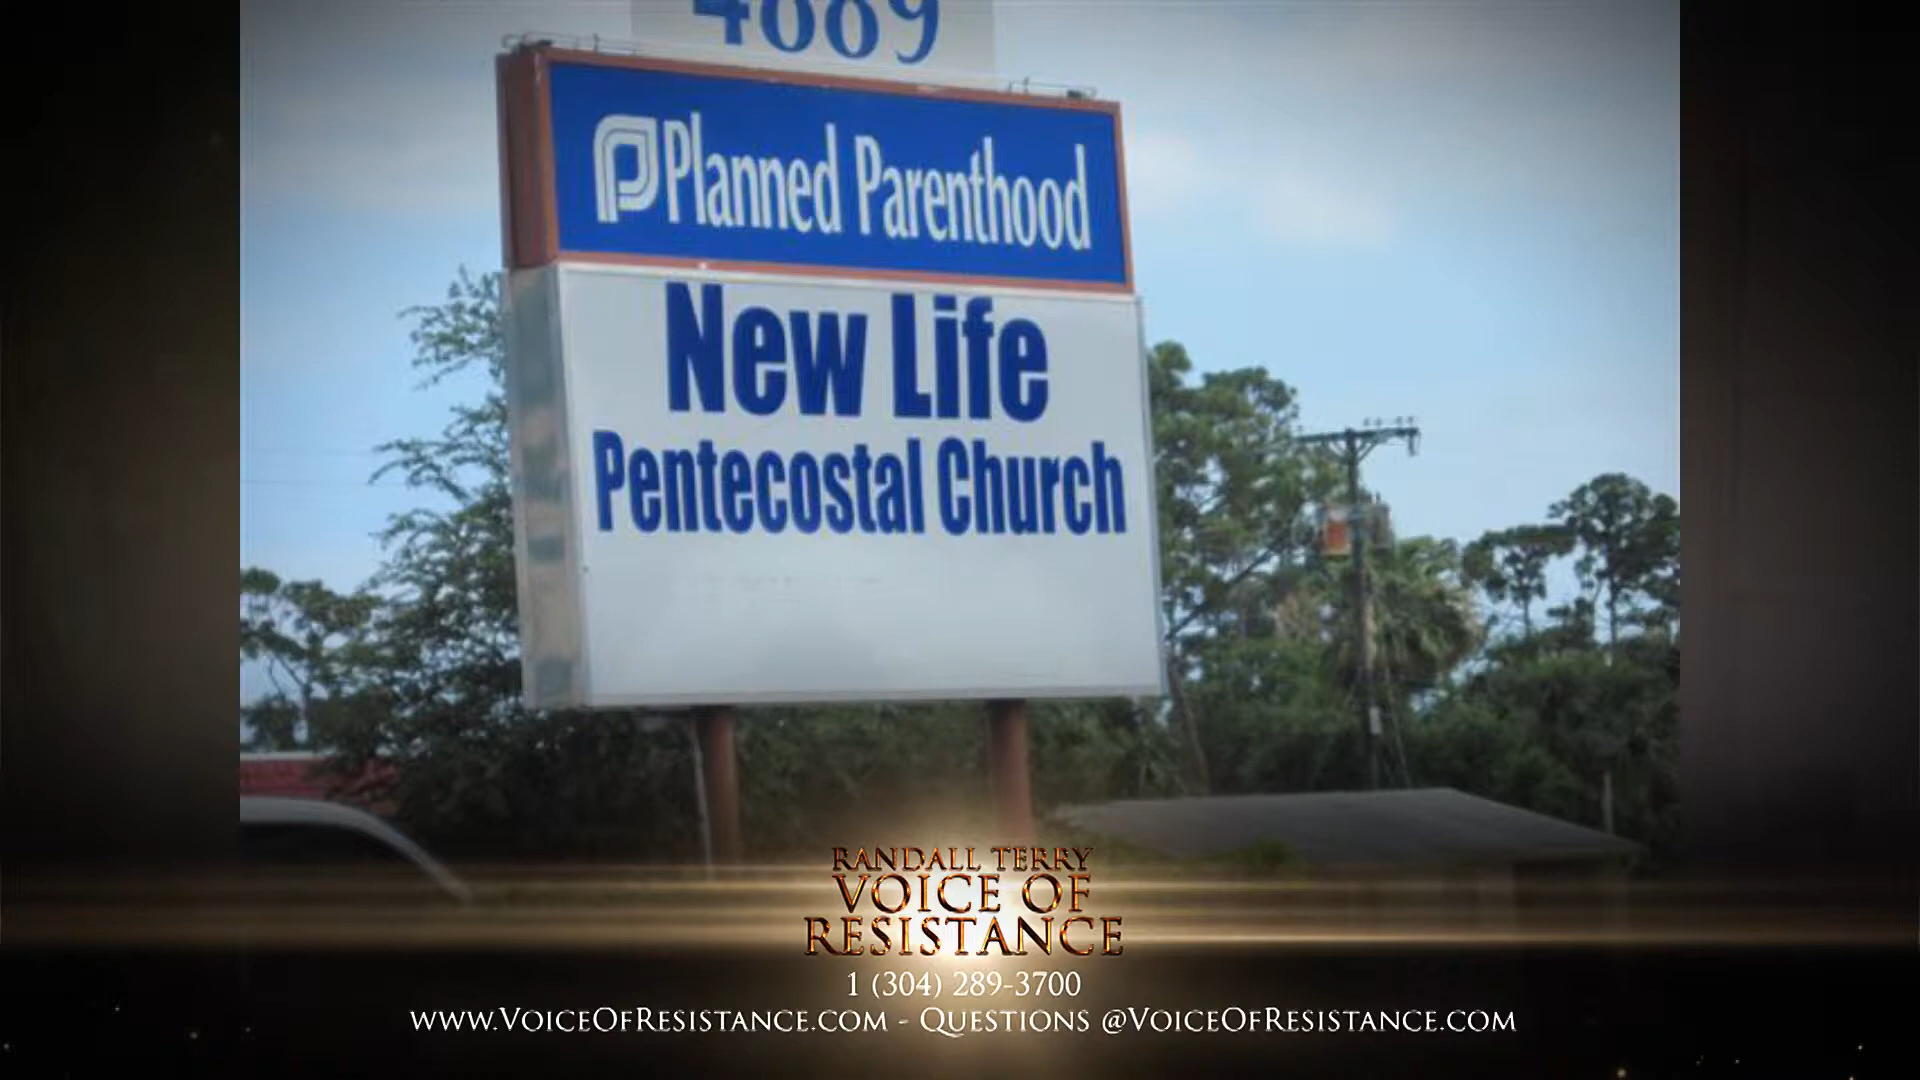 4889
Planned Parenthood
New Life
Pentecostal Church
RANDALL TERRY
VOICE OF
RESISTANCE
1 (304) 289-3700
WWW.VOICEOFRESISTANCE.COM - QUESTIONS @VOICEOFRESISTANCE.COM